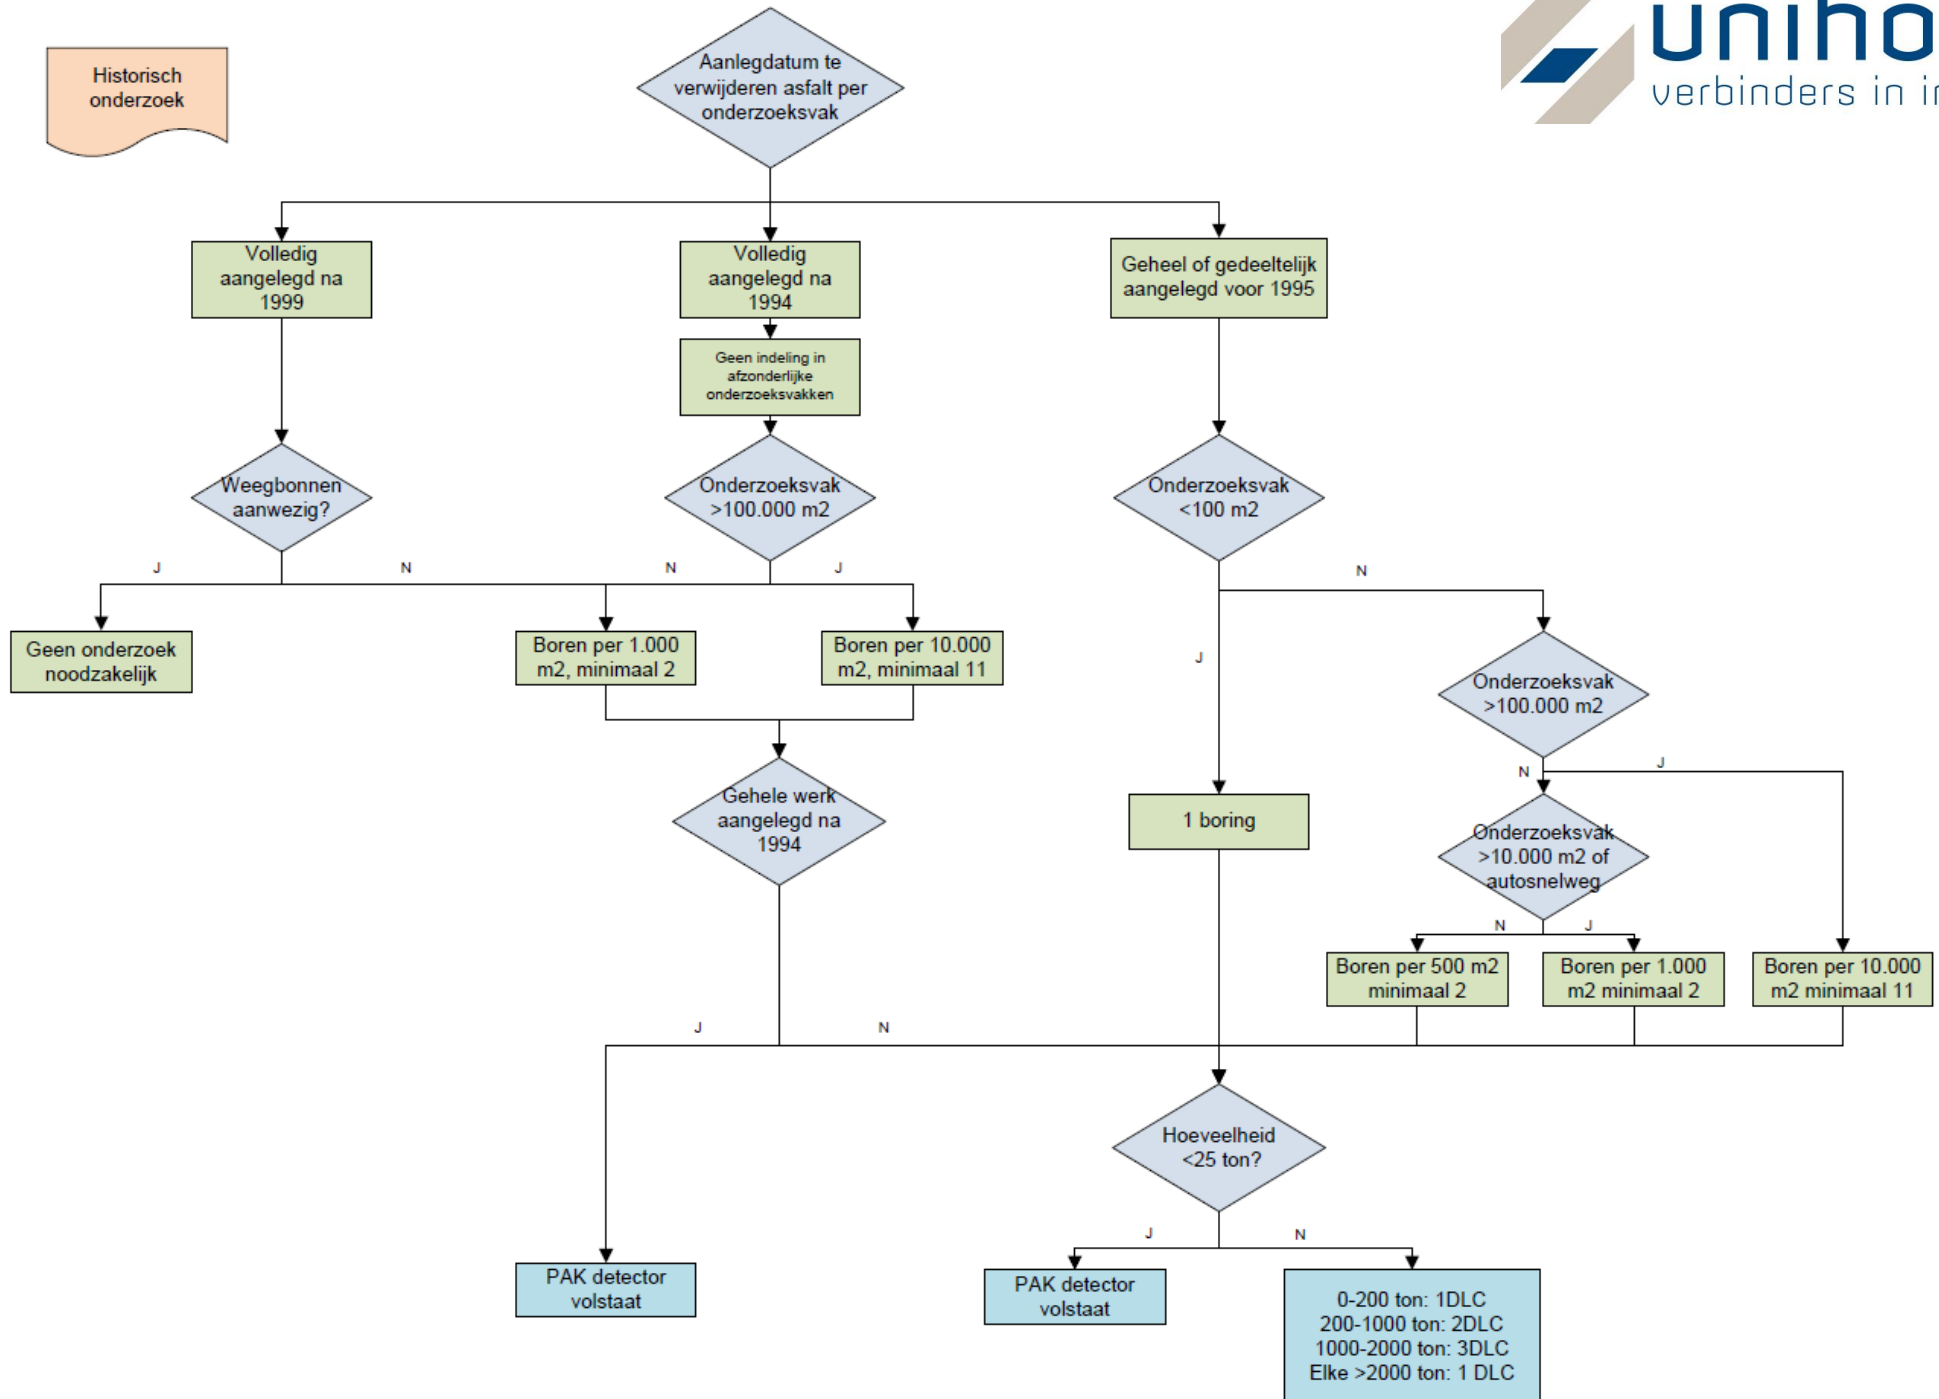 Historisch
onderzoek
Aanlegdatum te
verwijderen asfalt per
onderzoeksvak
uniho
verbinders in in
Volledig
aangelegd na
1999
Volledig
aangelegd na
1994
Geheel of gedeeltelijk
aangelegd voor 1995
Geen indeling in
afzonderlijke
onderzoeksvakken
Weegbonnen
aanwezig?
Onderzoeksvak
>100.000 m2
Onderzoeksvak
<100 m2
J
N
N
J
N
Geen onderzoek
noodzakelijk
Boren per 1.000
m2, minimaal 2
Boren per 10.000
m2, minimaal 11
J
Onderzoeksvak
>100.000 m2
N
J
Gehele werk
aangelegd na
1994
1 boring
Onderzoeksvak
>10.000 m2 of
autosnelweg
N
J
Boren per 500 m2
minimaal 2
Boren per 1.000
m2 minimaal 2
Boren per 10.000
m2 minimaal 11
J
N
Hoeveelheid
<25 ton?
J
N
PAK detector
volstaat
PAK detector
volstaat
0-200 ton: 1DLC
200-1000 ton: 2DLC
1000-2000 ton: 3DLC
Elke >2000 ton: 1 DLC